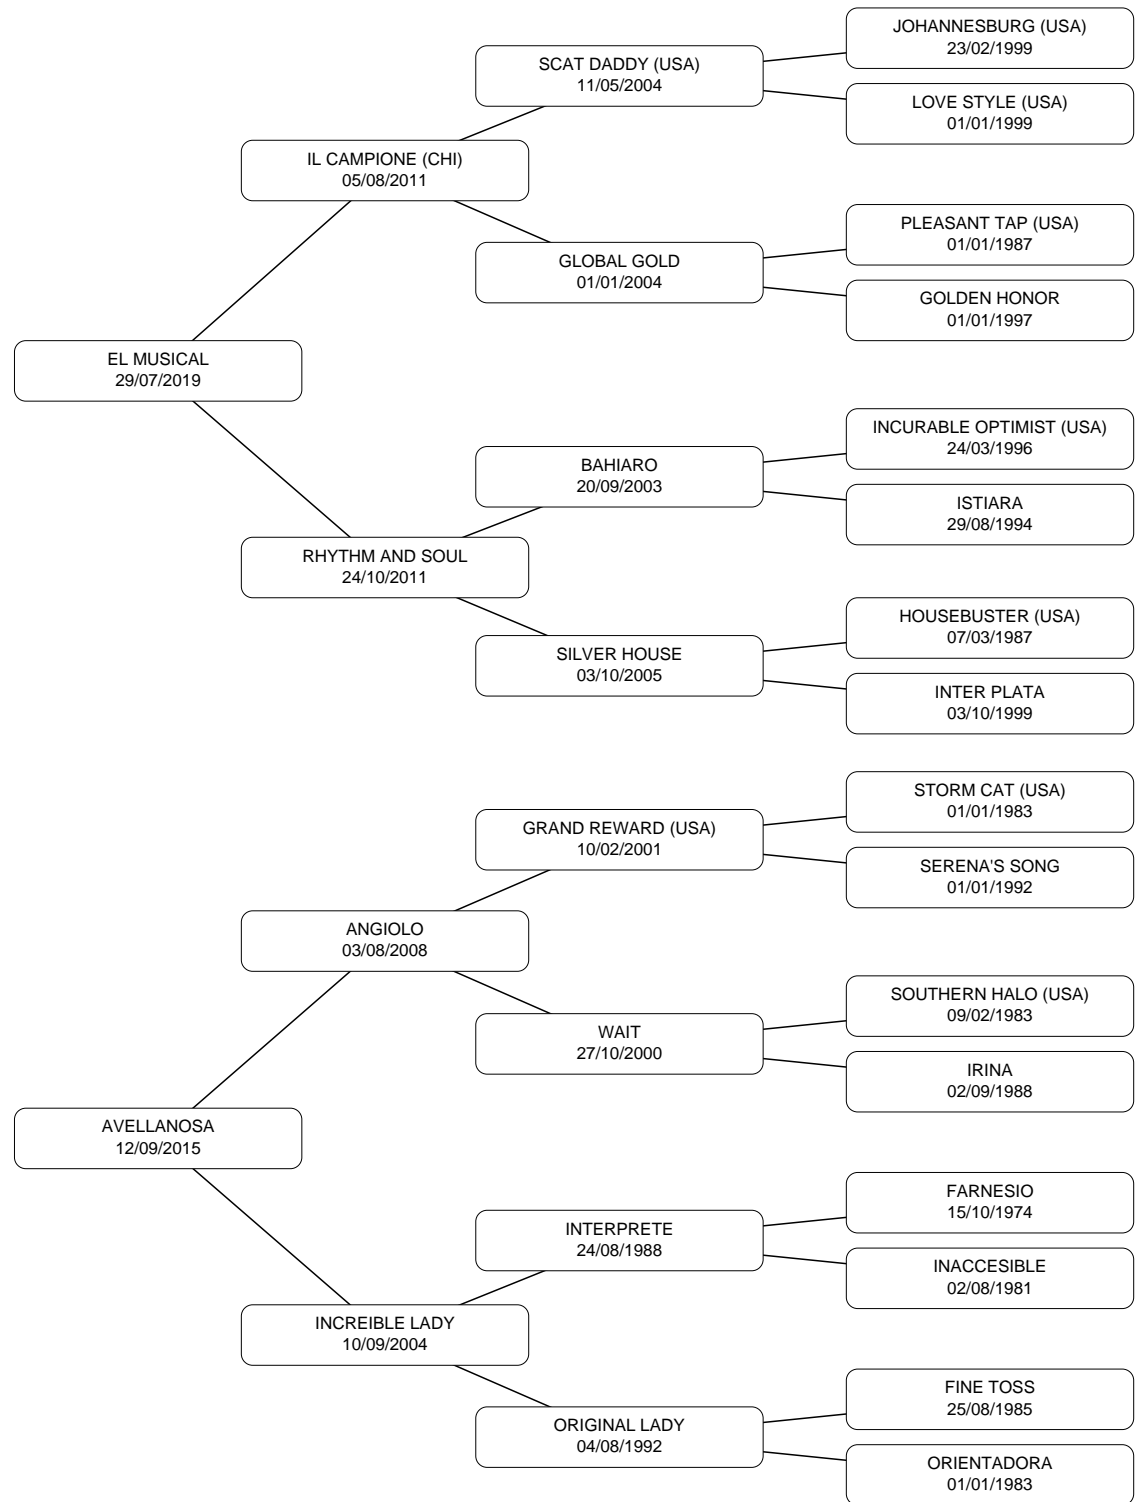 JOHANNESBURG (USA)
23/02/1999
SCAT DADDY (USA)
11/05/2004
LOVE STYLE (USA)
01/01/1999
IL CAMPIONE (CHI)
05/08/2011
PLEASANT TAP (USA)
01/01/1987
GLOBAL GOLD
01/01/2004
GOLDEN HONOR
01/01/1997
EL MUSICAL
29/07/2019
INCURABLE OPTIMIST (USA)
24/03/1996
BAHIARO
20/09/2003
ISTIARA
29/08/1994
RHYTHM AND SOUL
24/10/2011
HOUSEBUSTER (USA)
07/03/1987
SILVER HOUSE
03/10/2005
INTER PLATA
03/10/1999
STORM CAT (USA)
01/01/1983
GRAND REWARD (USA)
10/02/2001
SERENA'S SONG
01/01/1992
ANGIOLO
03/08/2008
SOUTHERN HALO (USA)
09/02/1983
WAIT
27/10/2000
IRINA
02/09/1988
AVELLANOSA
12/09/2015
FARNESIO
15/10/1974
INTERPRETE
24/08/1988
INACCESIBLE
02/08/1981
INCREIBLE LADY
10/09/2004
FINE TOSS
25/08/1985
ORIGINAL LADY
04/08/1992
ORIENTADORA
01/01/1983